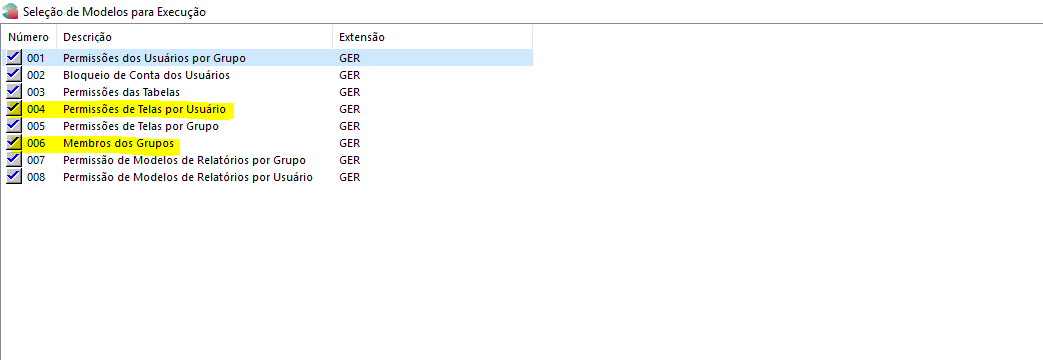 Seleção de Modelos para Execução
Número Descrição Extensão
001 Permissões dos Usuários por Grupo GER
002 Bloqueio de Conta dos Usuários GER
003 Permissões das Tabelas GER
004 Permissões de Telas por Usuário GER
005 Permissões de Telas por Grupo GER
006 Membros dos Grupos GER
007 Permissão de Modelos de Relatórios por Grupo GER
008 Permissão de Modelos de Relatórios por Usuário GER